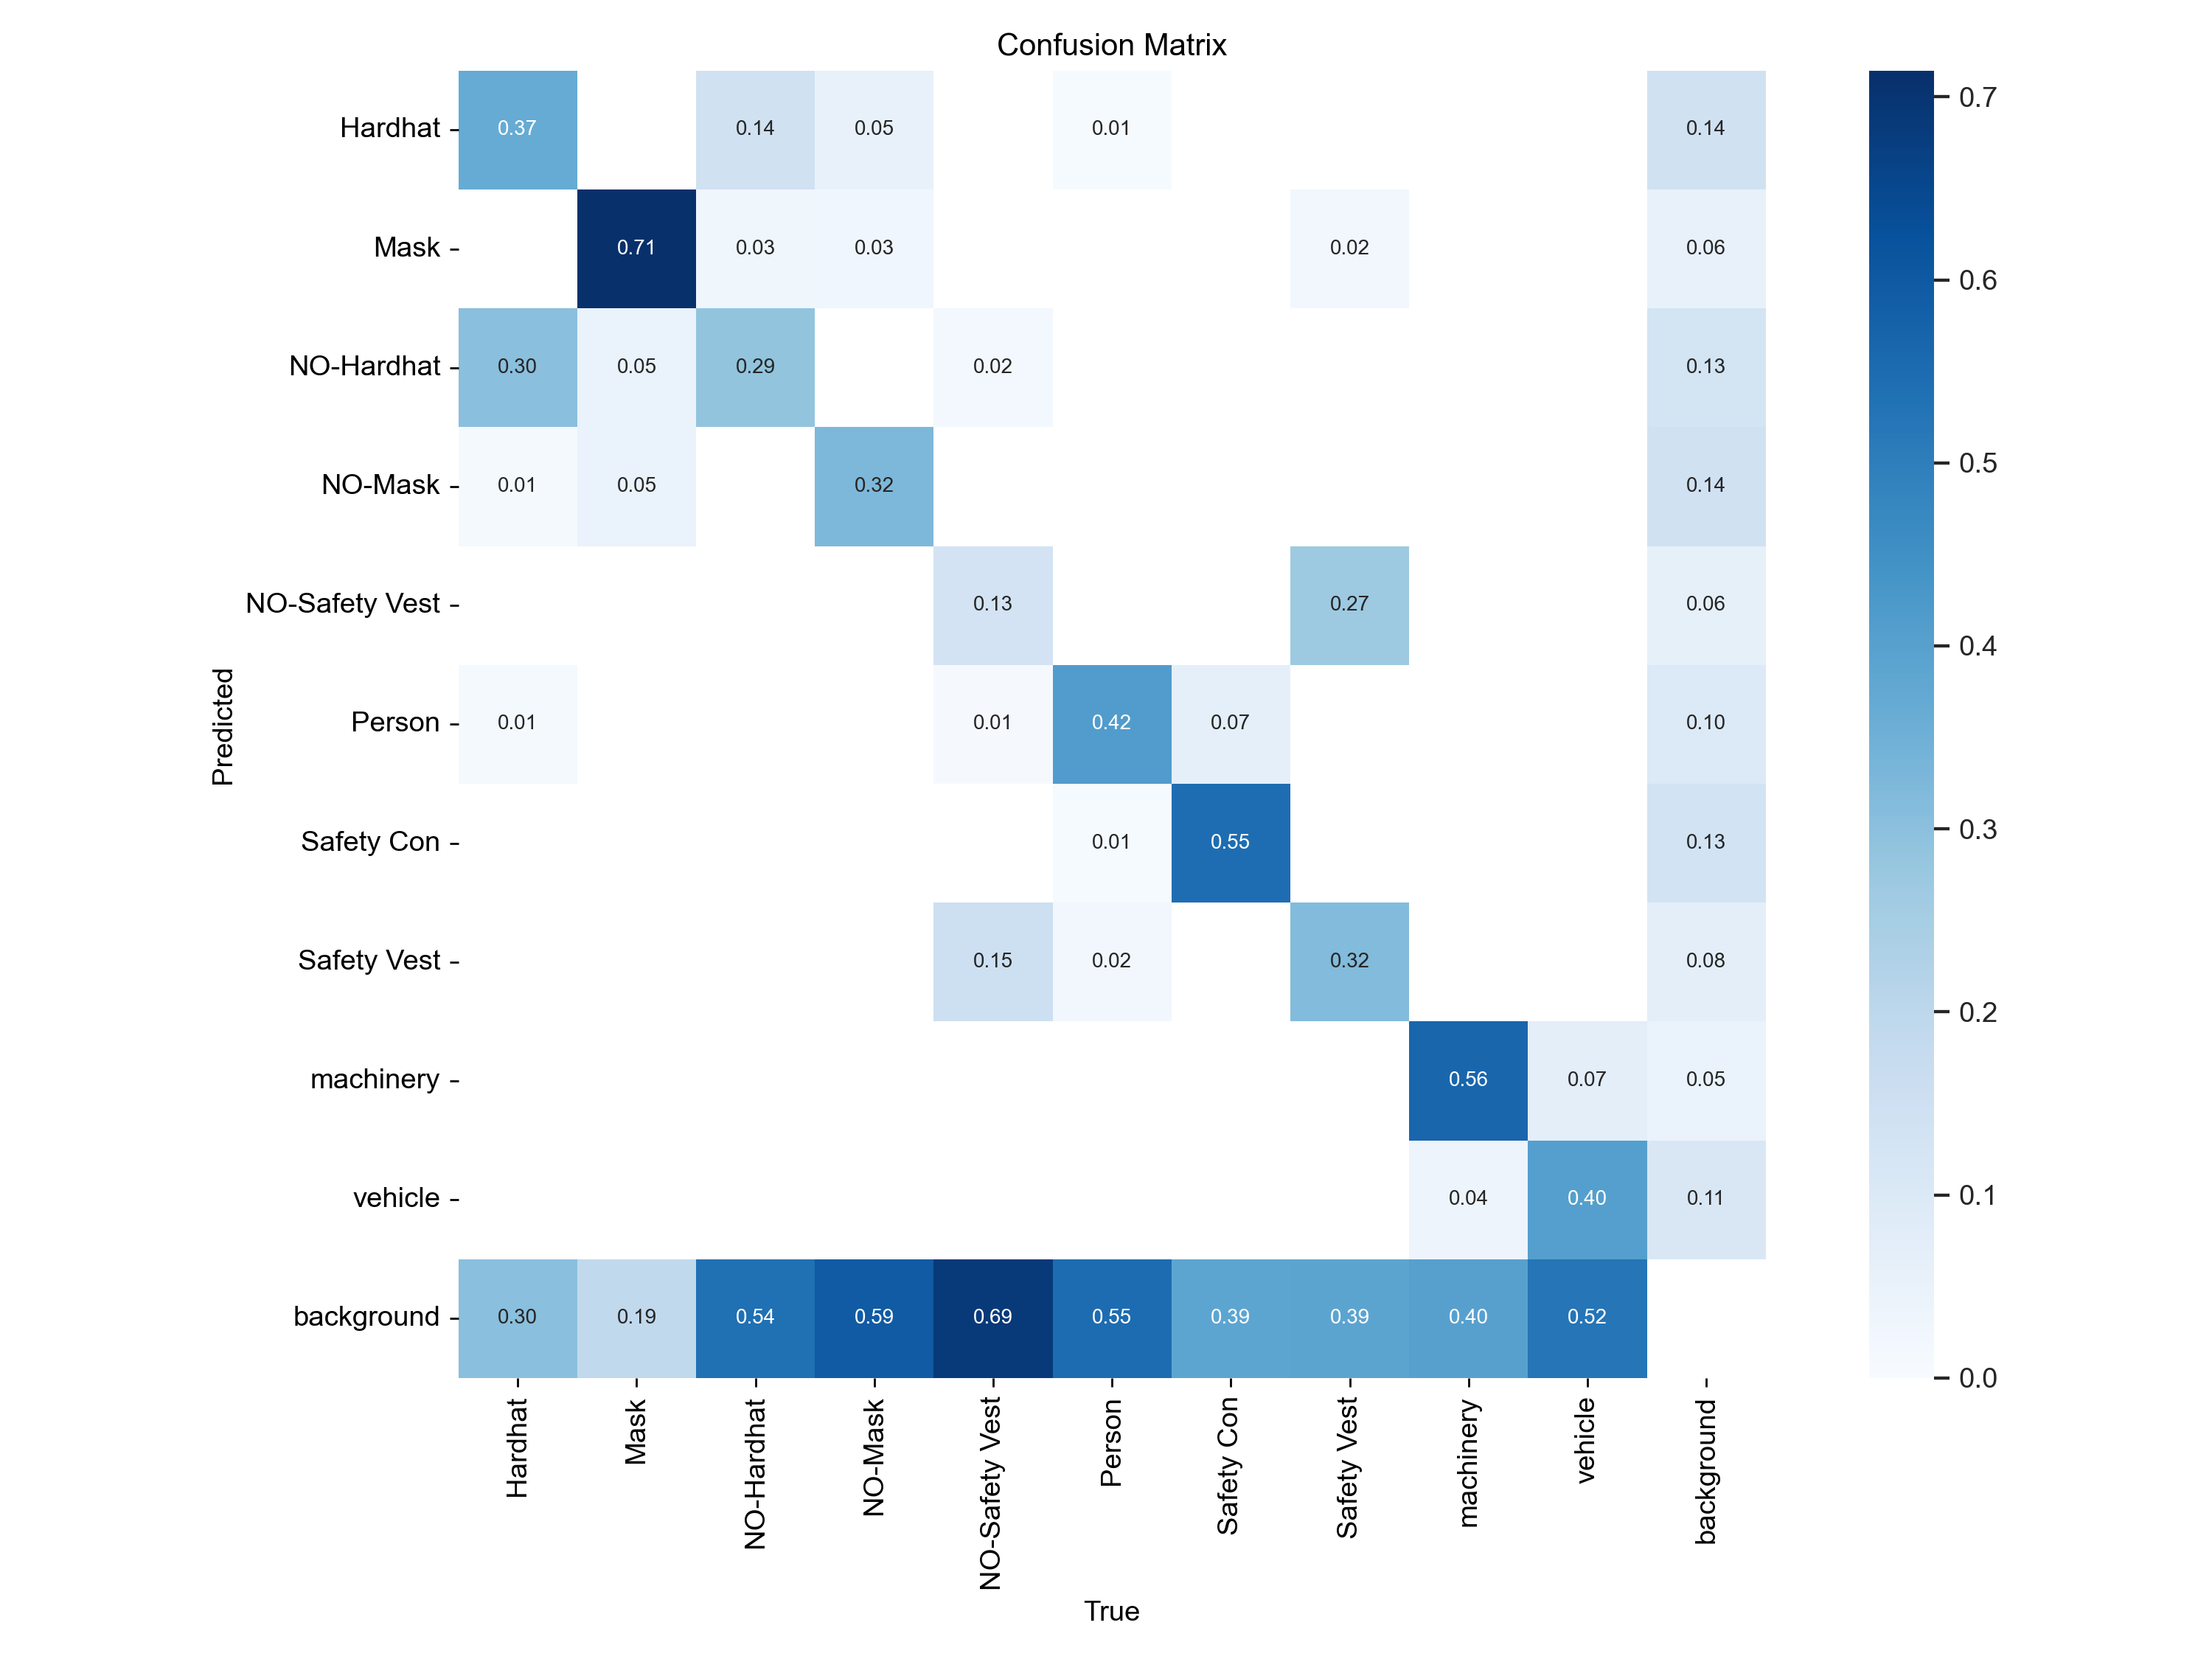 Confusion Matrix
Hardhat 0.37 0.14 0.05 0.01 0.14
Mask 0.71 0.03 0.03 0.02 0.06
NO-Hardhat 0.30 0.05 0.29 0.02 0.13
NO-Mask 0.01 0.05 0.32 0.14
NO-Safety Vest 0.13 0.27 0.06
Person 0.01 0.01 0.42 0.07 0.10
Safety Con 0.01 0.55 0.13
Safety Vest 0.15 0.02 0.32 0.08
machinery 0.56 0.07 0.05
vehicle 0.04 0.40 0.11
background 0.30 0.19 0.54 0.59 0.69 0.55 0.39 0.39 0.40 0.52
Predicted
Hardhat
Mask
NO-Hardhat
NO-Mask
NO-Safety Vest
Person
Safety Con
Safety Vest
machinery
vehicle
background
True
0.7
0.6
0.5
0.4
0.3
0.2
0.1
0.0